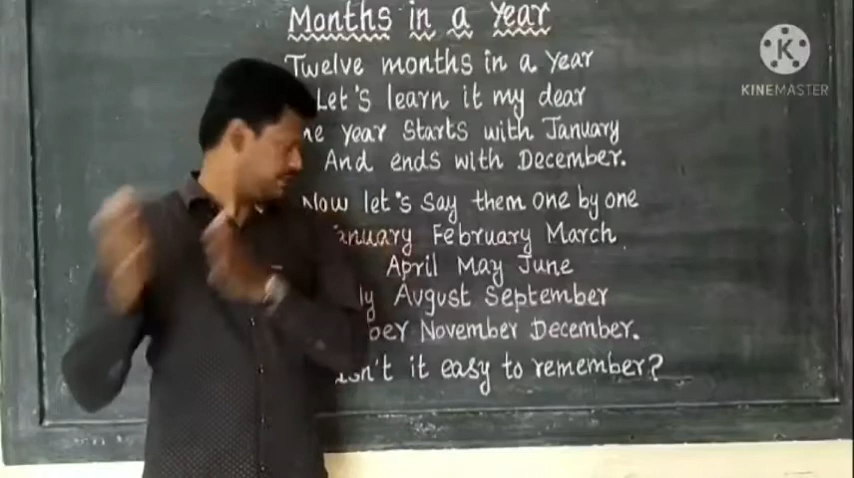 Months in a Year
Twelve months in a year
Let's learn it my dear
year starts with January
And ends with December.
Now let's say them one by one
February March
April May June
August September
November December.
it easy to remember?
K
KINEMASTER